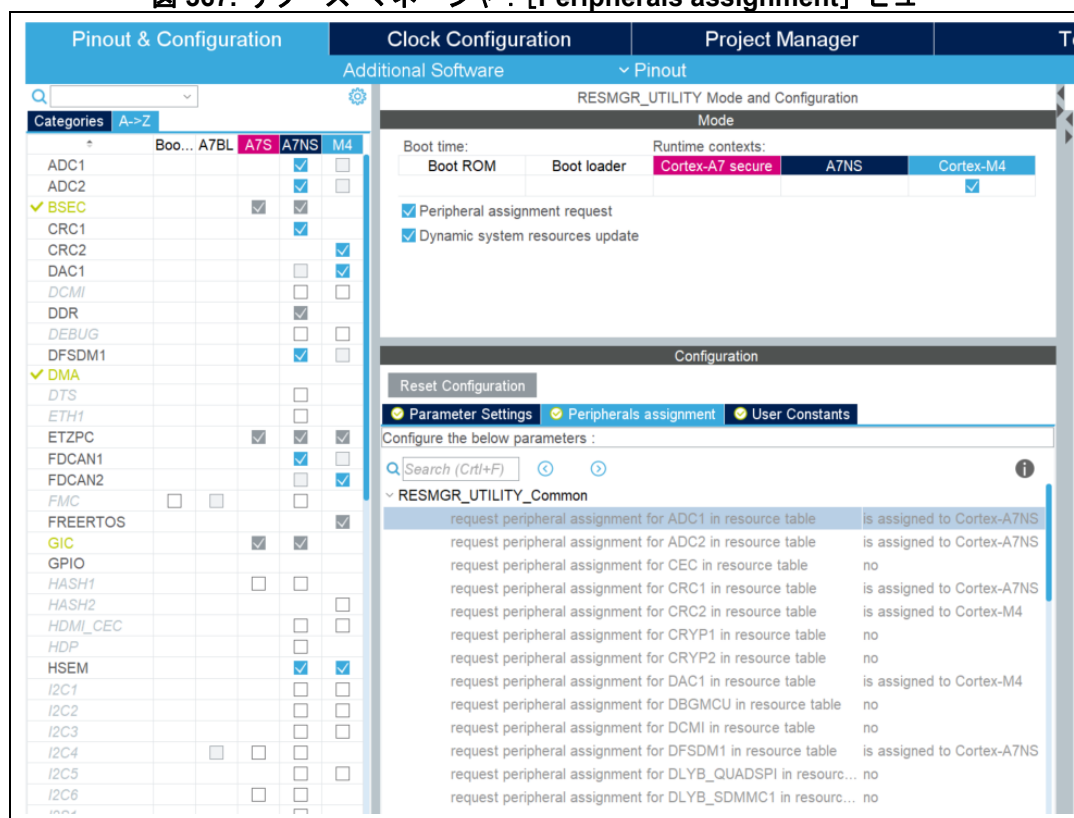 Pinout & Configuration
Clock Configuration
Project Manager
Additional Software
Pinout
Categories A->Z
Boo... A7BL A7S A7NS M4
ADC1
ADC2
BSEC
CRC1
CRC2
DAC1
DCMI
DDR
DEBUG
DFSDM1
DMA
DTS
ETH1
ETZPC
FDCAN1
FDCAN2
FMC
FREERTOS
GIC
GPIO
HASH1
HASH2
HDMI_CEC
HDP
HSEM
I2C1
I2C2
I2C3
I2C4
I2C5
I2C6
RESMGR_UTILITY Mode and Configuration
Mode
Boot time: Runtime contexts:
Boot ROM Boot loader Cortex-A7 secure A7NS Cortex-M4
Peripheral assignment request
Dynamic system resources update
Configuration
Reset Configuration
Parameter Settings Peripherals assignment User Constants
Configure the below parameters :
Search (Crtl+F)
RESMGR_UTILITY_Common
request peripheral assignment for ADC1 in resource table is assigned to Cortex-A7NS
request peripheral assignment for ADC2 in resource table is assigned to Cortex-A7NS
request peripheral assignment for CEC in resource table no
request peripheral assignment for CRC1 in resource table is assigned to Cortex-A7NS
request peripheral assignment for CRC2 in resource table is assigned to Cortex-M4
request peripheral assignment for CRYP1 in resource table no
request peripheral assignment for CRYP2 in resource table no
request peripheral assignment for DAC1 in resource table is assigned to Cortex-M4
request peripheral assignment for DBGMCU in resource table no
request peripheral assignment for DCMI in resource table no
request peripheral assignment for DFSDM1 in resource table is assigned to Cortex-A7NS
request peripheral assignment for DLYB_QUADSPI in resourc... no
request peripheral assignment for DLYB_SDMMC1 in resourc... no